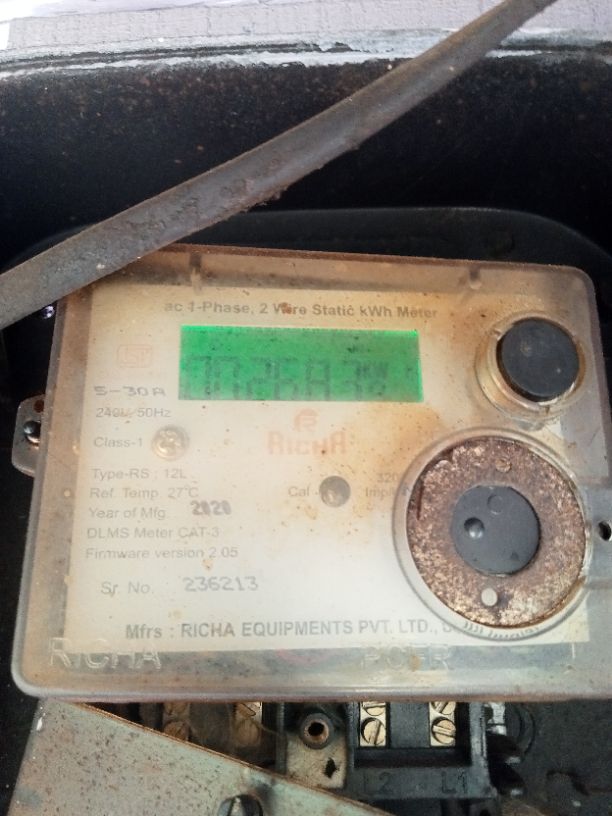 ac 1-Phase, 2 Wire Static kWh Meter
5-30A
240V/50Hz
Class-1
RICHA
Type-RS : 12L
Ref. Temp. 27°C
Cal
320
Imp/
Year of Mfg. 2020
DLMS Meter CAT-3
Firmware version 2.05
Sr. No. 236213
Mfrs : RICHA EQUIPMENTS PVT. LTD.,
RICHA
L2 L1